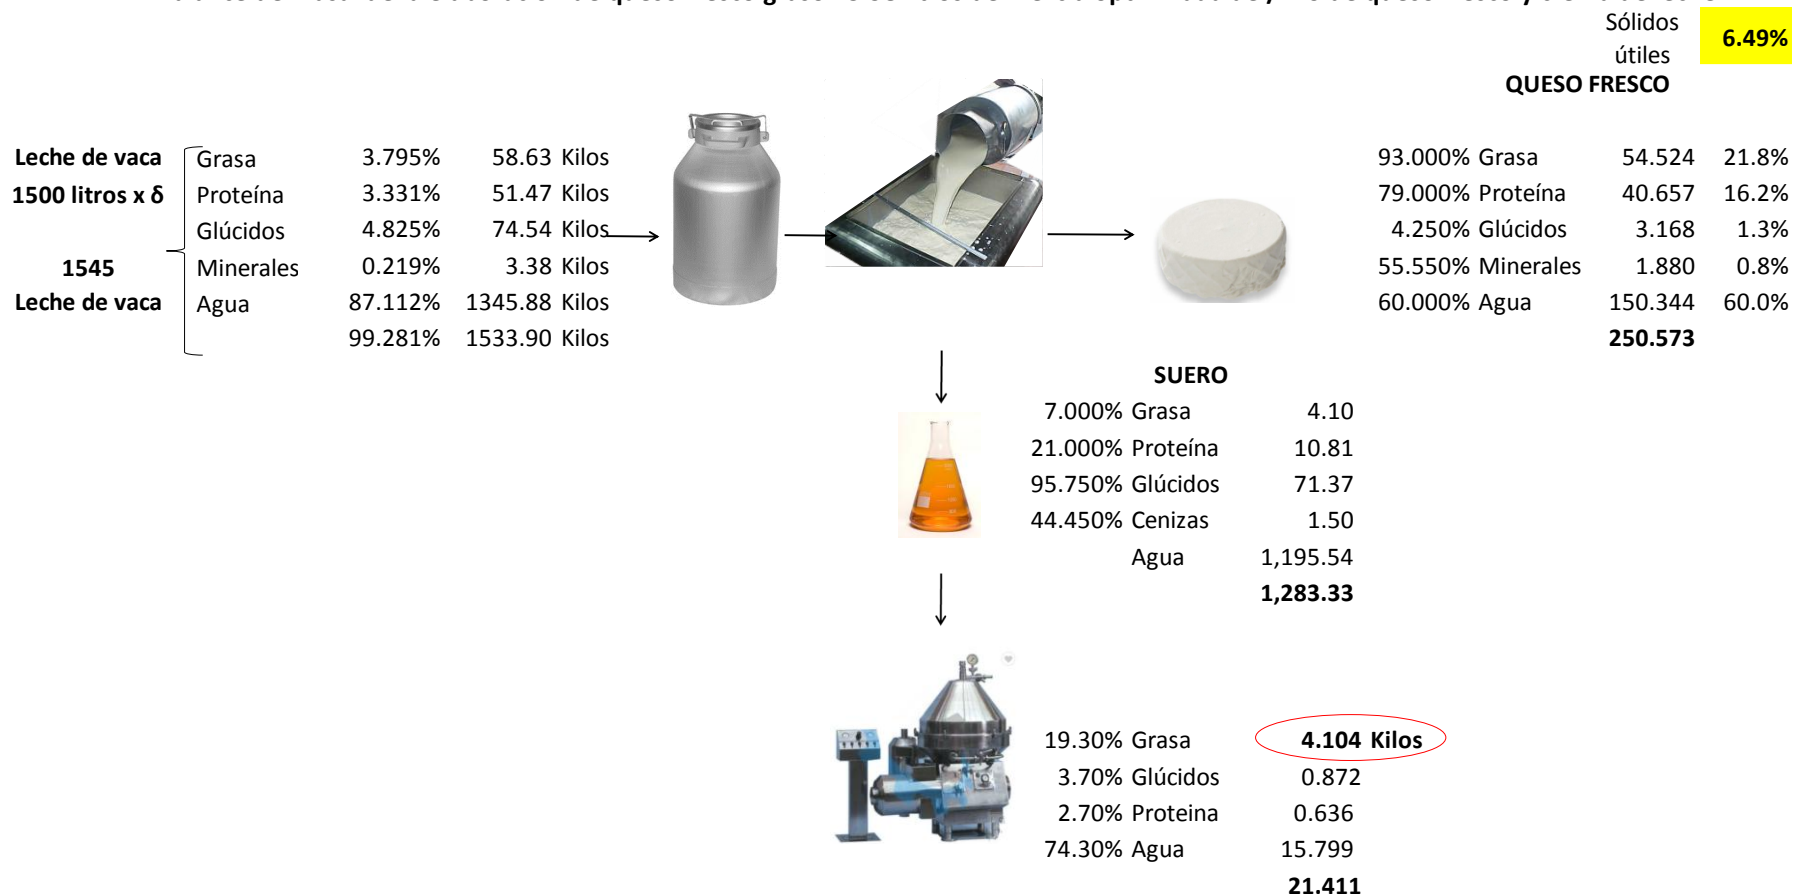 Sólidos
útiles
6.49%
QUESO FRESCO
Leche de vaca Grasa 3.795% 58.63 Kilos
1500 litros x δ Proteína 3.331% 51.47 Kilos
Glúcidos 4.825% 74.54 Kilos
1545 Minerales 0.219% 3.38 Kilos
Leche de vaca Agua 87.112% 1345.88 Kilos
99.281% 1533.90 Kilos
93.000% Grasa 54.524 21.8%
79.000% Proteína 40.657 16.2%
4.250% Glúcidos 3.168 1.3%
55.550% Minerales 1.880 0.8%
60.000% Agua 150.344 60.0%
250.573
SUERO
7.000% Grasa 4.10
21.000% Proteína 10.81
95.750% Glúcidos 71.37
44.450% Cenizas 1.50
Agua 1,195.54
1,283.33
19.30% Grasa 4.104 Kilos
3.70% Glúcidos 0.872
2.70% Proteina 0.636
74.30% Agua 15.799
21.411